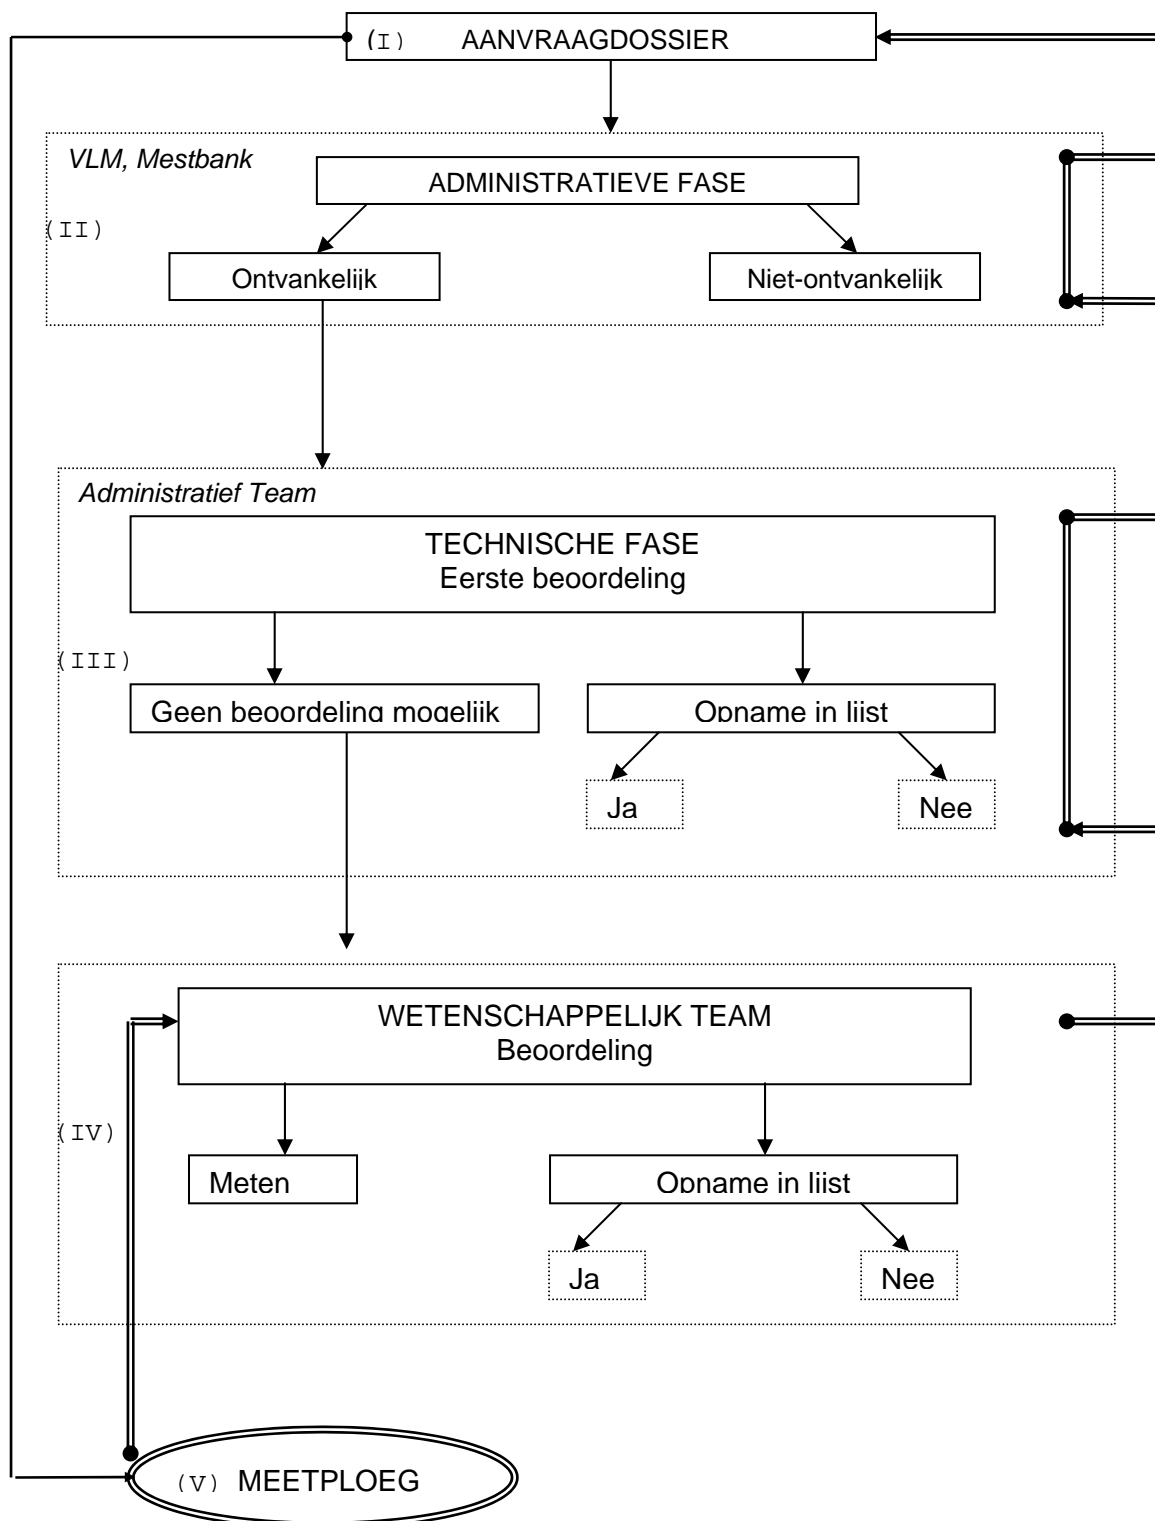 (I) AANVRAAGDOSSIER
VLM, Mestbank
ADMINISTRATIEVE FASE
(II)
Ontvankelijk
Niet-ontvankelijk
Administratief Team
TECHNISCHE FASE
Eerste beoordeling
(III)
Geen beoordeling mogelijk
Opname in lijst
Ja
Nee
WETENSCHAPPELIJK TEAM
Beoordeling
(IV)
Meten
Opname in lijst
Ja
Nee
(V) MEETPLOEG